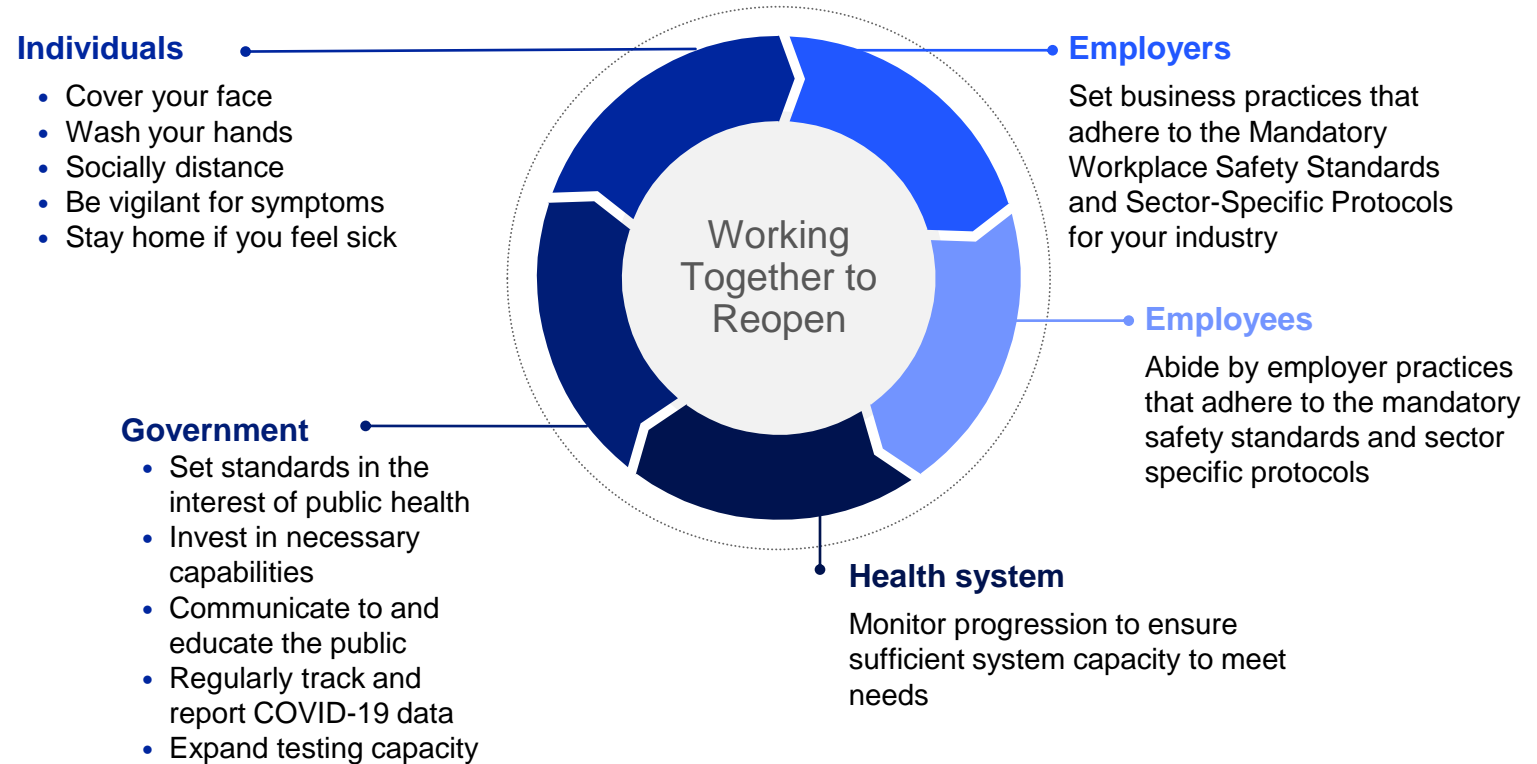 Individuals
• Cover your face
• Wash your hands
• Socially distance
• Be vigilant for symptoms
• Stay home if you feel sick
Employers
Set business practices that
adhere to the Mandatory
Workplace Safety Standards
and Sector-Specific Protocols
for your industry
Working
Together to
Reopen
Employees
Abide by employer practices
that adhere to the mandatory
safety standards and sector
specific protocols
Government
• Set standards in the
interest of public health
• Invest in necessary
capabilities
• Communicate to and
educate the public
• Regularly track and
report COVID-19 data
• Expand testing capacity
Health system
Monitor progression to ensure
sufficient system capacity to meet
needs